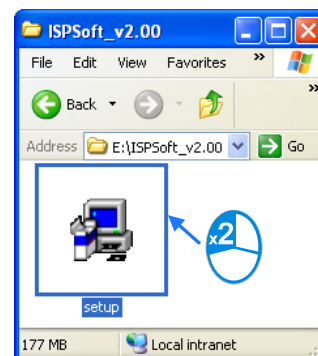 ISPSoft_v2.00
File Edit View Favorites »
Back »
Address E:\ISPSoft_v2.00 Go
x2
setup
177 MB Local intranet